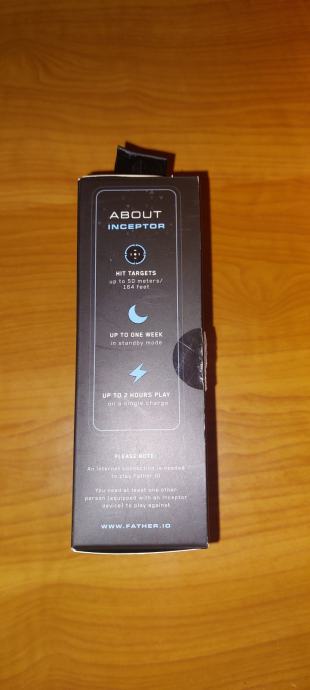 ABOUT
INCEPTOR
HIT TARGETS
up to 50 meters/
164 feet
UP TO ONE WEEK
in standby mode
UP TO 2 HOURS PLAY
on a single charge
PLEASE NOTE:
An internet connection is needed
to play Father.io
You need at least one other
person (equipped with an Inceptor
device) to play against
WWW.FATHER.IO